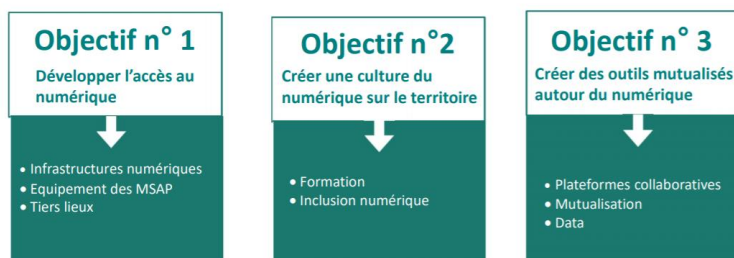 Objectif n° 1
Développer l'accès au
numérique
• Infrastructures numériques
• Equipement des MSAP
• Tiers lieux
Objectif n°2
Créer une culture du
numérique sur le territoire
• Formation
• Inclusion numérique
Objectif n° 3
Créer des outils mutualisés
autour du numérique
• Plateformes collaboratives
• Mutualisation
• Data